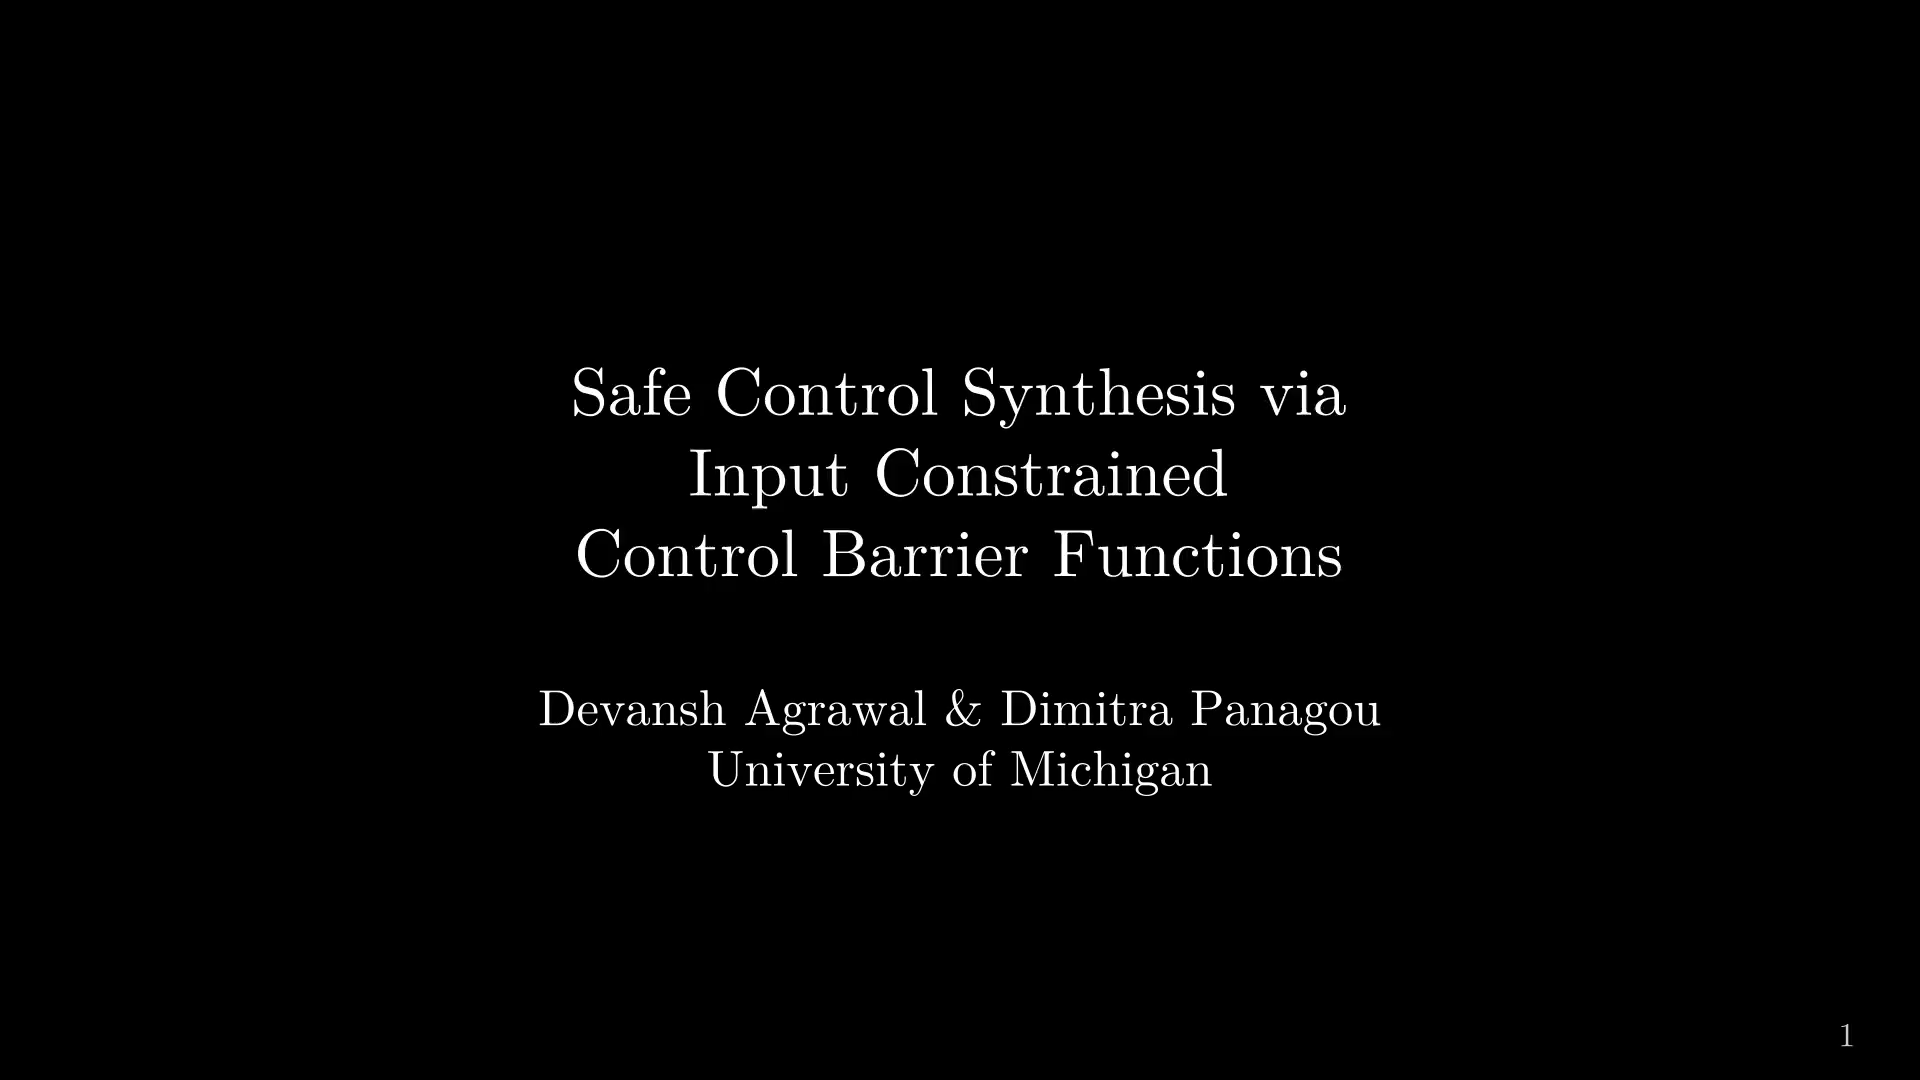 Safe Control Synthesis via
Input Constrained
Control Barrier Functions
Devansh Agrawal & Dimitra Panagou
University of Michigan
1